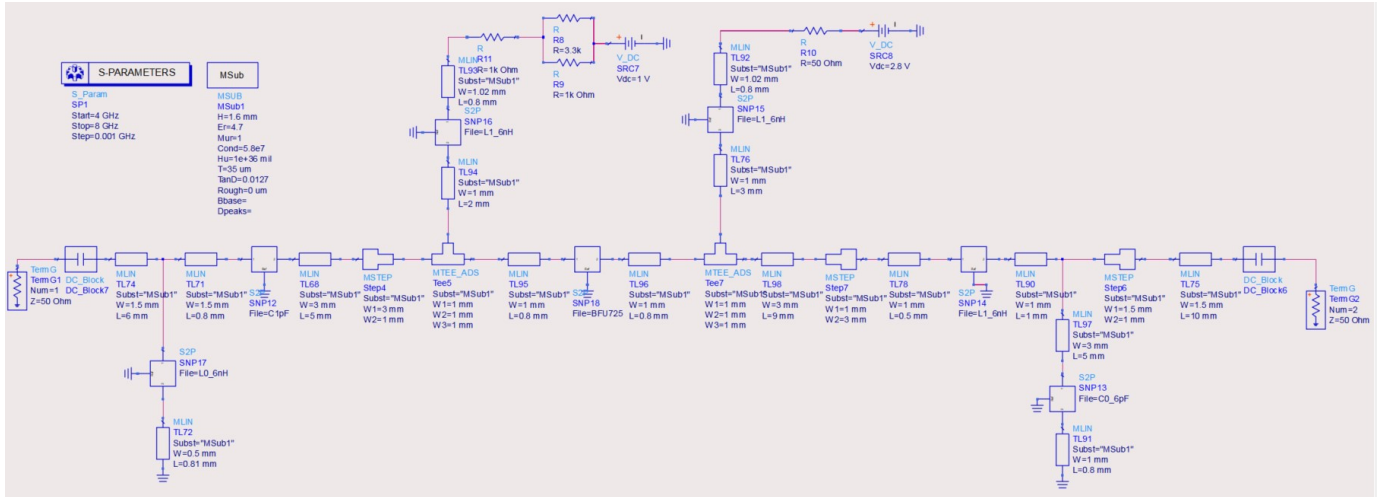 S-PARAMETERS
S_Param
SP1
Start=4 GHz
Stop=8 GHz
Step=0.001 GHz
MSub
MSUB
MSub1
H=1.6 mm
Er=4.7
Mur=1
Cond=5.8e7
Hu=1e+36 mil
T=35 um
TanD=0.0127
Rough=0 um
Bbase=
Dpeaks=
R
R11
R=1k Ohm
R
R8
R=3.3k
R
R9
R=1k Ohm
V_DC
SRC7
Vdc=1 V
MLIN
TL93
Subst="MSub1"
W=1.02 mm
L=0.8 mm
S2P
SNP16
File=L1_6nH
MLIN
TL94
Subst="MSub1"
W=1 mm
L=2 mm
R
R10
R=50 Ohm
V_DC
SRC8
Vdc=2.8 V
MLIN
TL92
Subst="MSub1"
W=1.02 mm
L=0.8 mm
S2P
SNP15
File=L1_6nH
MLIN
TL76
Subst="MSub1"
W=1 mm
L=3 mm
TermG
TermG1
Num=1
Z=50 Ohm
DC_Block
DC_Block7
MLIN
TL74
Subst="MSub1"
W=1.5 mm
L=6 mm
MLIN
TL71
Subst="MSub1"
W=1.5 mm
L=0.8 mm
S2P
SNP12
File=C1pF
MLIN
TL68
Subst="MSub1"
W=3 mm
L=5 mm
MSTEP
Step4
Subst="MSub1"
W1=3 mm
W2=1 mm
MTEE_ADS
Tee5
Subst="MSub1"
W1=1 mm
W2=1 mm
W3=1 mm
MLIN
TL95
Subst="MSub1"
W=1 mm
L=0.8 mm
S2P
SNP18
File=BFU725
MLIN
TL96
Subst="MSub1"
W=1 mm
L=0.8 mm
MTEE_ADS
Tee7
Subst="MSub1"
W1=1 mm
W2=1 mm
W3=1 mm
MLIN
TL98
Subst="MSub1"
W=3 mm
L=9 mm
MSTEP
Step7
Subst="MSub1"
W1=1 mm
W2=3 mm
MLIN
TL78
Subst="MSub1"
W=1 mm
L=0.5 mm
S2P
SNP14
File=L1_6nH
MLIN
TL90
Subst="MSub1"
W=1 mm
L=1 mm
MSTEP
Step6
Subst="MSub1"
W1=1.5 mm
W2=1 mm
MLIN
TL75
Subst="MSub1"
W=1.5 mm
L=10 mm
DC_Block
DC_Block6
TermG
TermG2
Num=2
Z=50 Ohm
S2P
SNP17
File=L0_6nH
MLIN
TL72
Subst="MSub1"
W=0.5 mm
L=0.81 mm
MLIN
TL97
Subst="MSub1"
W=3 mm
L=5 mm
S2P
SNP13
File=C0_6pF
MLIN
TL91
Subst="MSub1"
W=1 mm
L=0.8 mm